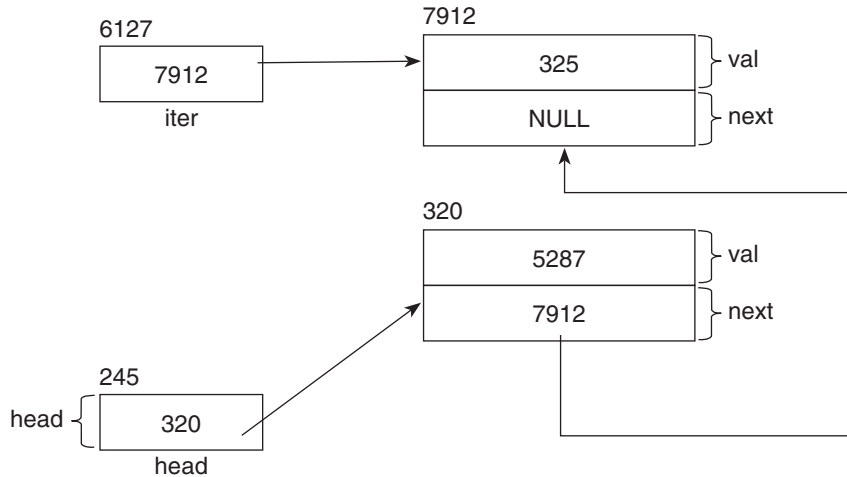 6127
7912
iter
7912
325
val
NULL
next
320
5287
val
7912
next
245
head
320
head